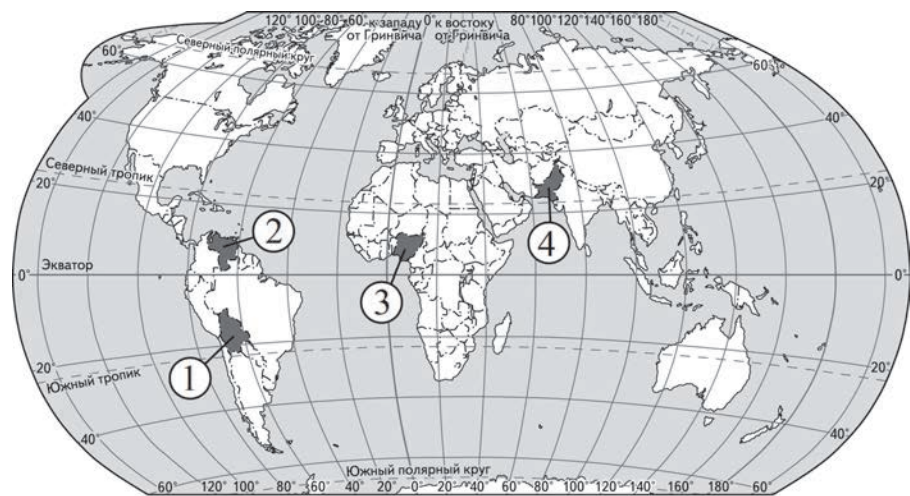 120° 100° 80° 60° к западу 0° к востоку 80° 100° 120° 140° 160° 180°
от Гринвича от Гринвича
60° Северный полярный круг 60°
40° 40°
Северный тропик
20° 20°
2
4
Экватор
0° 0°
3
1
20° 20°
Южный тропик
40° 40°
Южный полярный круг
60° 120° 100° 80° 60° 40° 20° 0° 20° 40° 60° 80° 100° 120° 140° 160° 60°